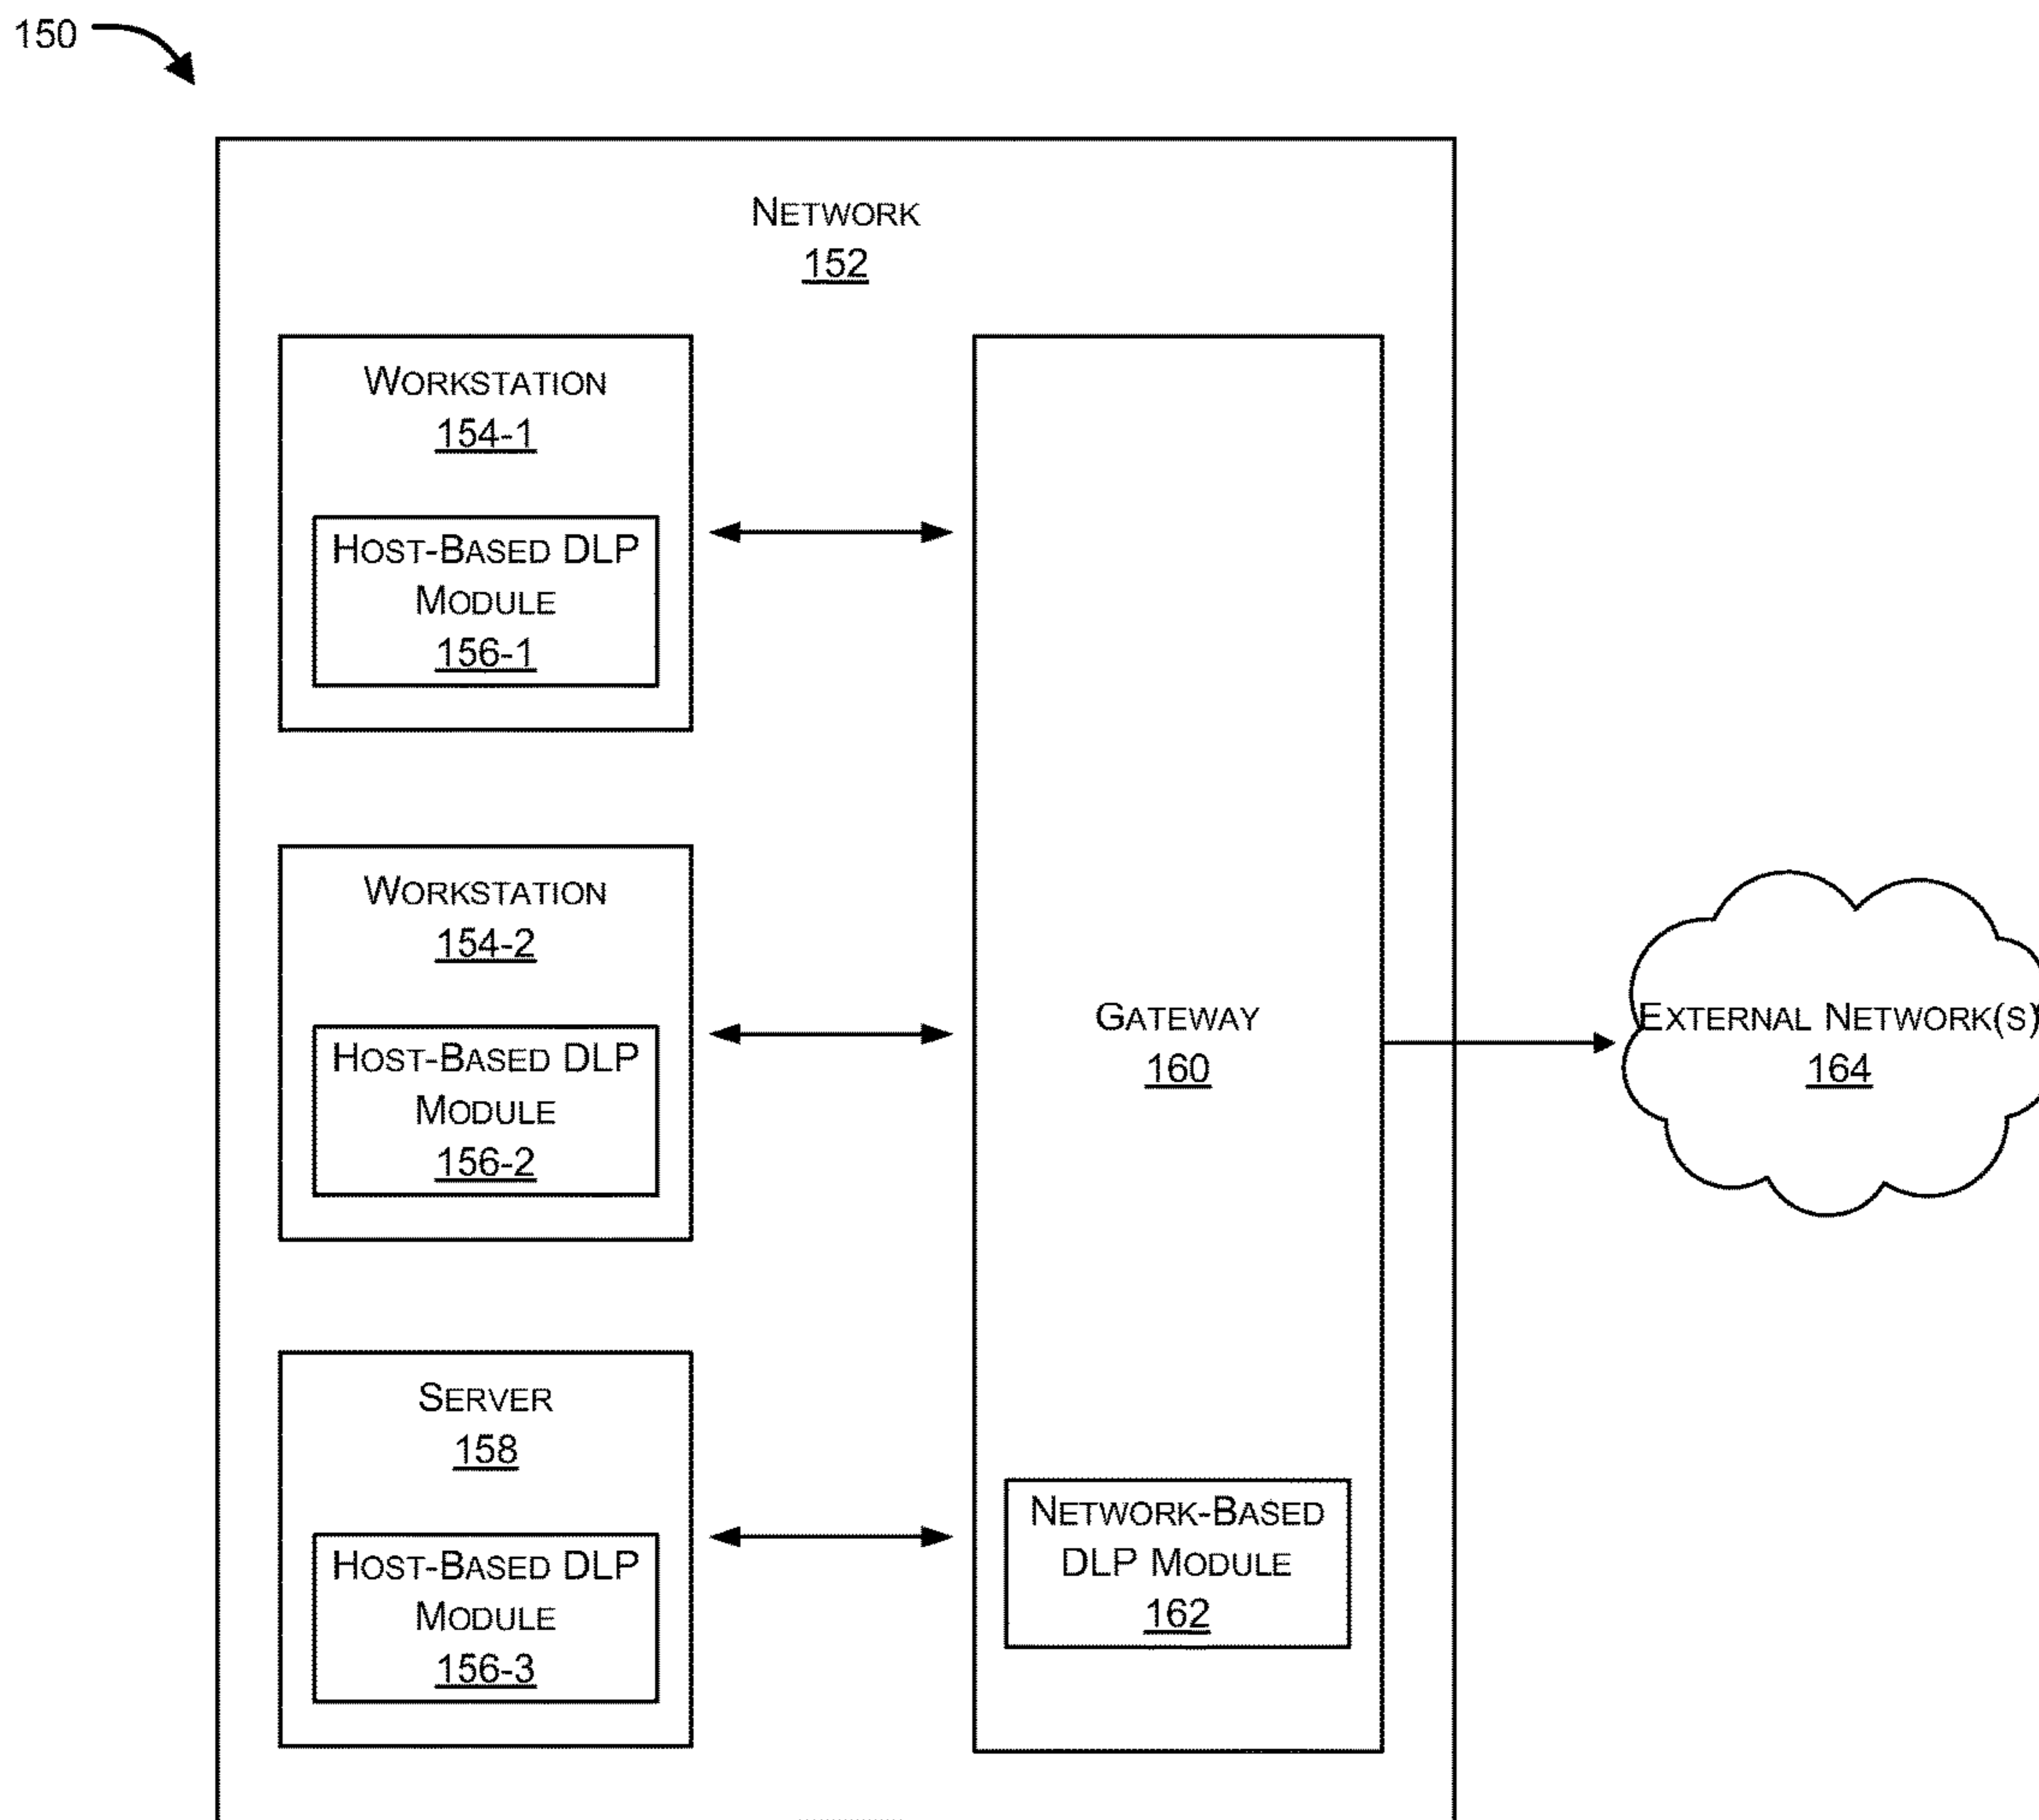 150
NETWORK
152
WORKSTATION
154-1
HOST-BASED DLP
MODULE
156-1
WORKSTATION
154-2
HOST-BASED DLP
MODULE
156-2
SERVER
158
HOST-BASED DLP
MODULE
156-3
GATEWAY
160
NETWORK-BASED
DLP MODULE
162
EXTERNAL NETWORK(S)
164